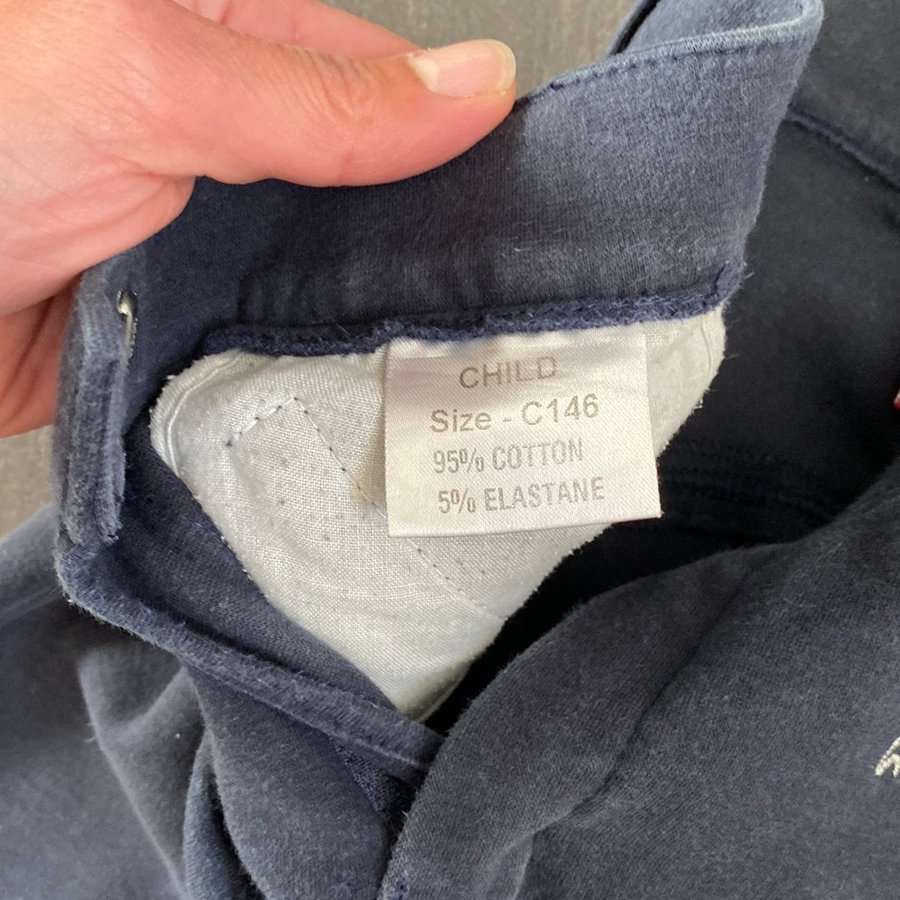 CHILD
Size - C146
95% COTTON
5% ELASTANE